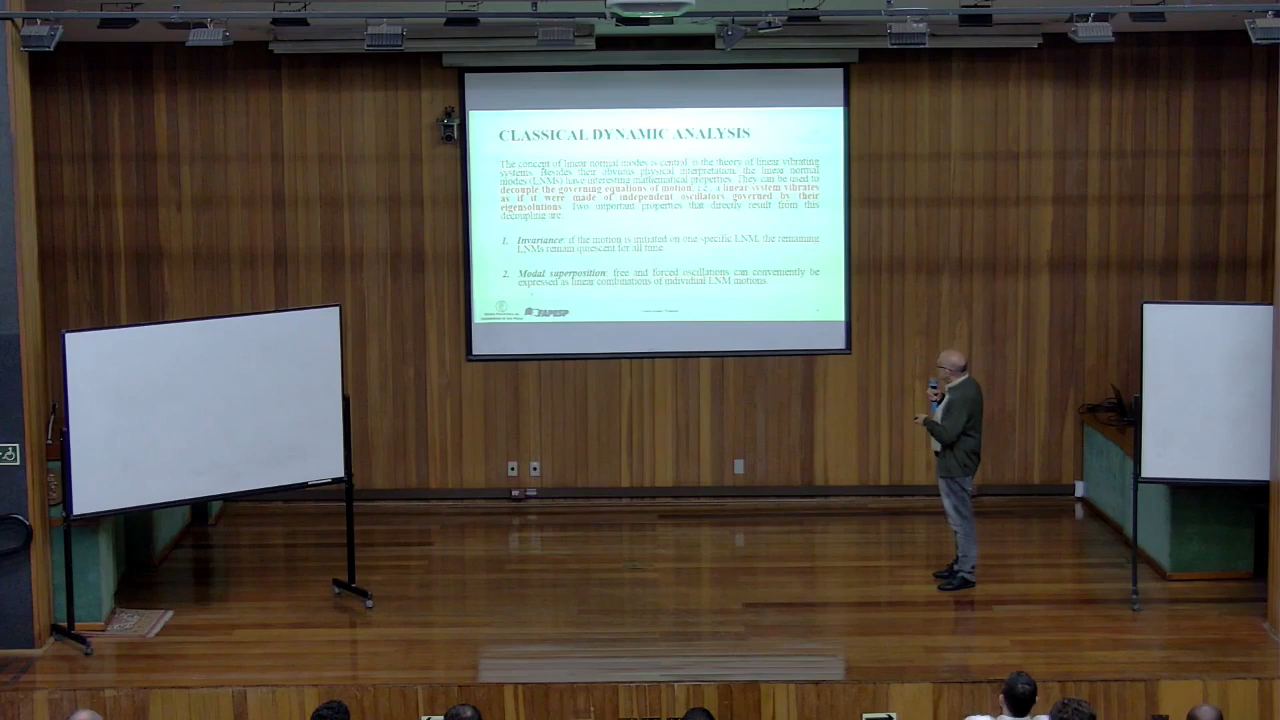 CLASSICAL DYNAMIC ANALYSIS
The concept of linear normal modes is central in the theory of linear vibrating
systems. Besides their obvious physical interpretation, the linear normal
modes (LNMs) have interesting mathematical properties. They can be used to
decouple the governing equations of motion, i.e., a linear system vibrates
as if it were made of independent oscillators governed by their
eigensolutions. Two important properties that directly result from this
decoupling are:
1. Invariance: if the motion is initiated on one specific LNM, the remaining
LNMs remain quiescent for all time.
2. Modal superposition: free and forced oscillations can conveniently be
expressed as linear combinations of individual LNM motions.
FAPESP